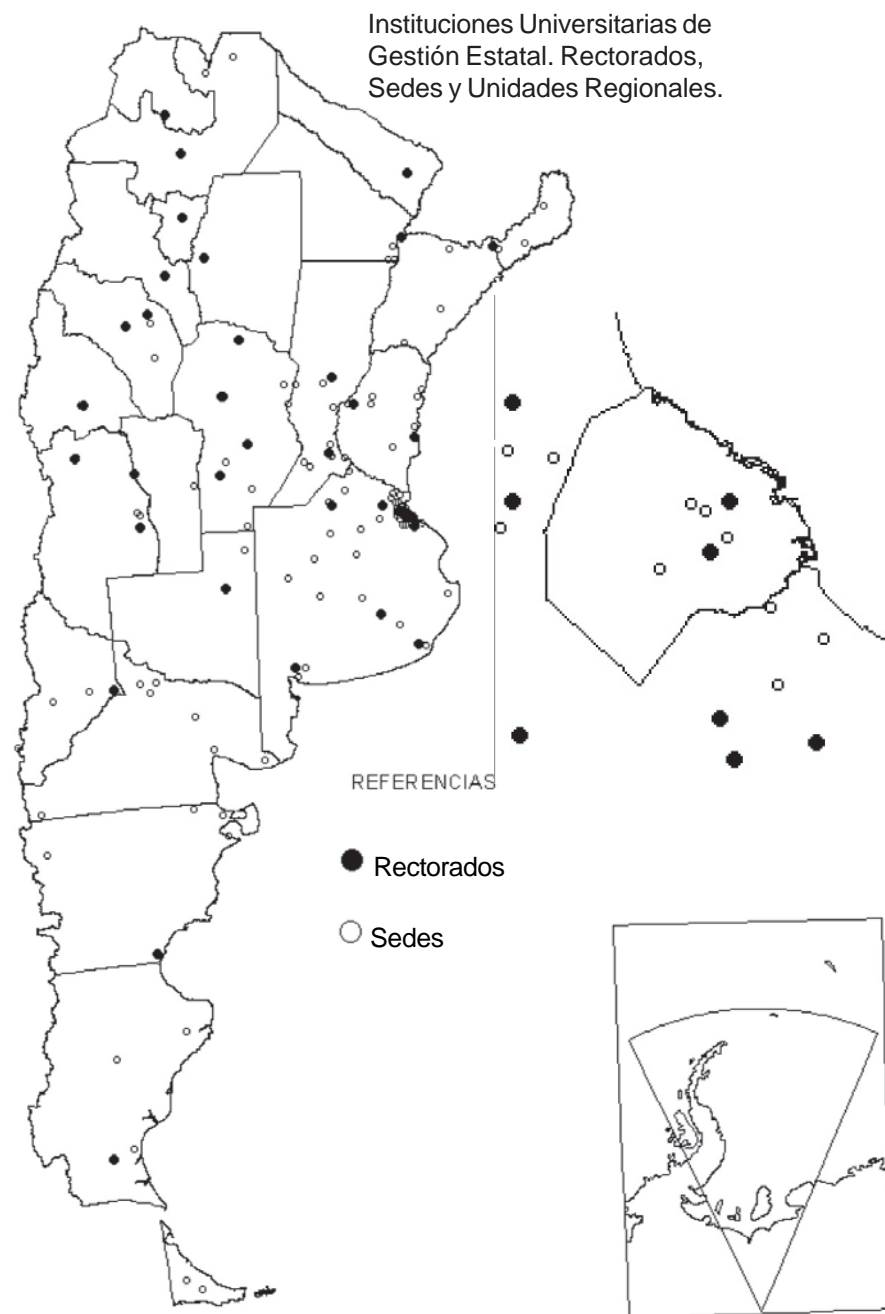 Instituciones Universitarias de
Gestión Estatal. Rectorados,
Sedes y Unidades Regionales.
REFERENCIAS
Rectorados
Sedes